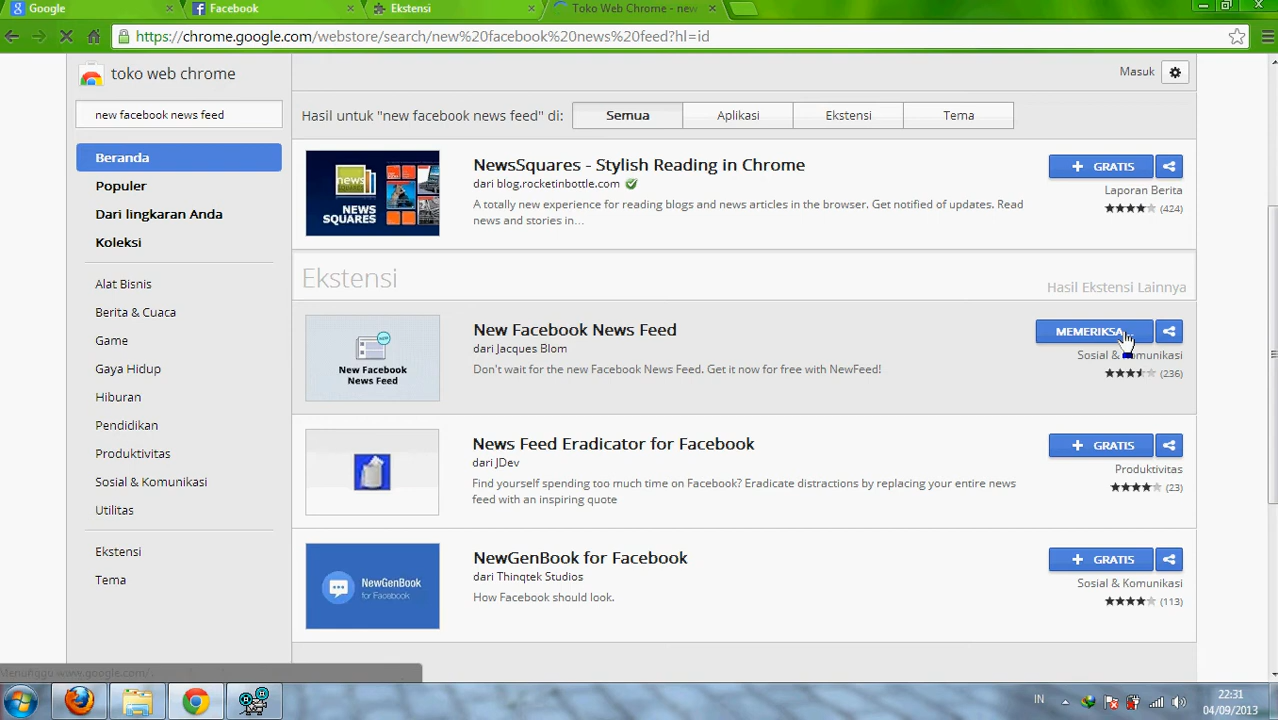 Google
Facebook
Ekstensi
Toko Web Chrome - new
https://chrome.google.com/webstore/search/new%20facebook%20news%20feed?hl=id
toko web chrome
Masuk
new facebook news feed
Hasil untuk "new facebook news feed" di:
Semua
Aplikasi
Ekstensi
Tema
Beranda
Populer
Dari lingkaran Anda
Koleksi
Alat Bisnis
Berita & Cuaca
Game
Gaya Hidup
Hiburan
Pendidikan
Produktivitas
Sosial & Komunikasi
Utilitas
Ekstensi
Tema
news
NEWS
SQUARES
NewsSquares - Stylish Reading in Chrome
dari blog.rocketinbottle.com
A totally new experience for reading blogs and news articles in the browser. Get notified of updates. Read
news and stories in…
GRATIS
Laporan Berita
(424)
Ekstensi
Hasil Ekstensi Lainnya
NEW
New Facebook
News Feed
New Facebook News Feed
dari Jacques Blom
Don't wait for the new Facebook News Feed. Get it now for free with NewFeed!
MEMERIKSA...
Sosial & Komunikasi
(236)
News Feed Eradicator for Facebook
dari JDev
Find yourself spending too much time on Facebook? Eradicate distractions by replacing your entire news
feed with an inspiring quote
GRATIS
Produktivitas
(23)
NewGenBook
for Facebook
NewGenBook for Facebook
dari Thinqtek Studios
How Facebook should look.
GRATIS
Sosial & Komunikasi
(113)
Menunggu www.google.com...
IN
22:31
04/09/2013